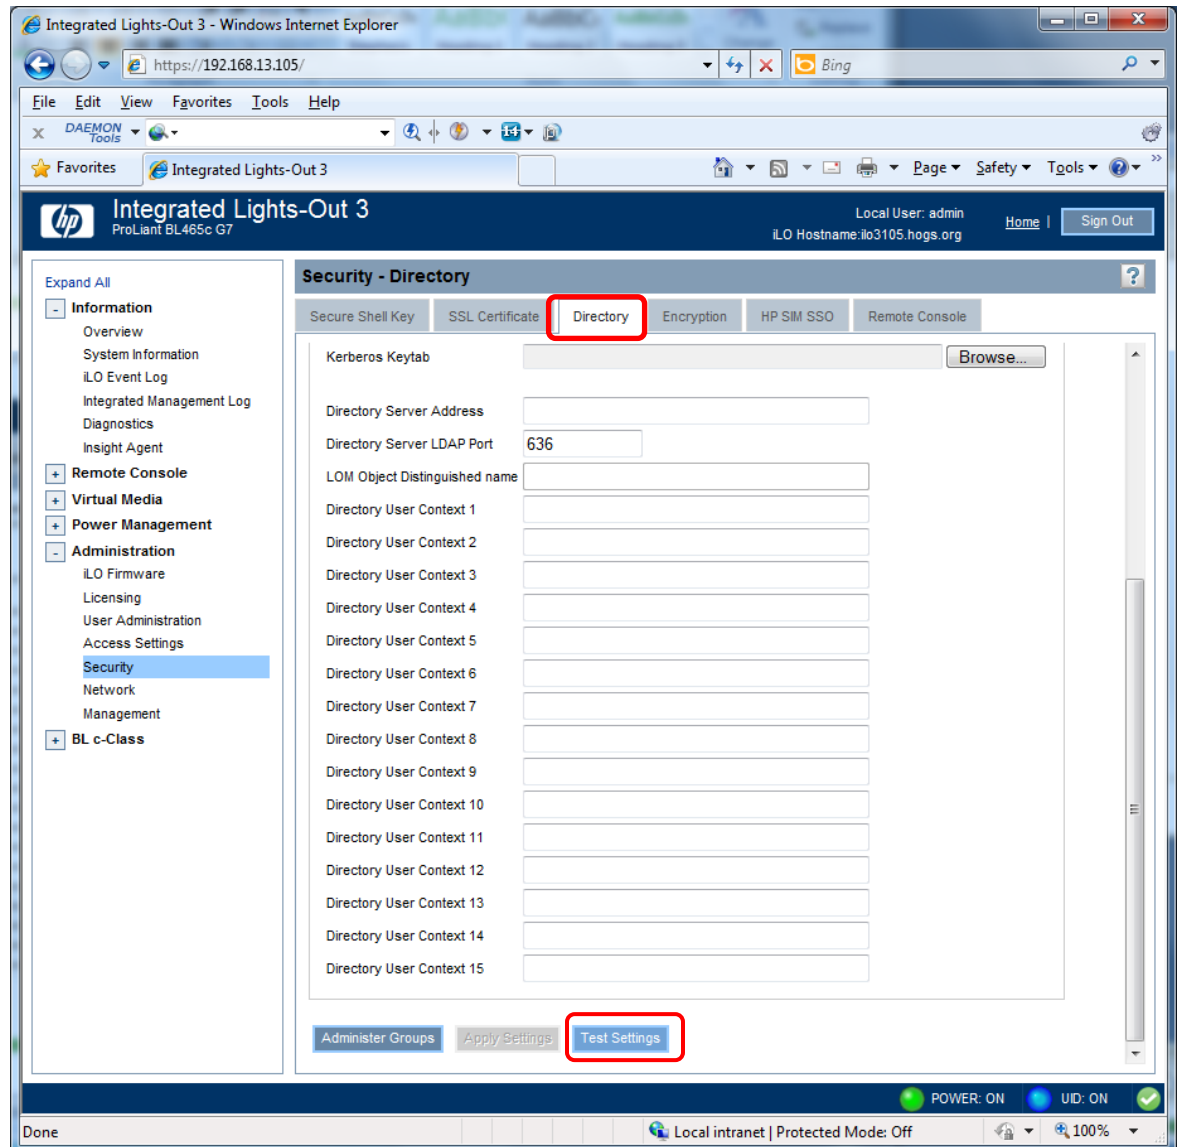 Integrated Lights-Out 3 - Windows Internet Explorer
https://192.168.13.105/
Bing
File Edit View Favorites Tools Help
x DAEMON Tools
14
Favorites Integrated Lights-Out 3 Page Safety Tools
hp Integrated Lights-Out 3
ProLiant BL465c G7
Local User: admin
iLO Hostname:ilo3105.hogs.org
Home | Sign Out
Expand All
- Information
Overview
System Information
iLO Event Log
Integrated Management Log
Diagnostics
Insight Agent
+ Remote Console
+ Virtual Media
+ Power Management
- Administration
iLO Firmware
Licensing
User Administration
Access Settings
Security
Network
Management
+ BL c-Class
Security - Directory ?
Secure Shell Key SSL Certificate Directory Encryption HP SIM SSO Remote Console
Kerberos Keytab Browse...
Directory Server Address
Directory Server LDAP Port 636
LOM Object Distinguished name
Directory User Context 1
Directory User Context 2
Directory User Context 3
Directory User Context 4
Directory User Context 5
Directory User Context 6
Directory User Context 7
Directory User Context 8
Directory User Context 9
Directory User Context 10
Directory User Context 11
Directory User Context 12
Directory User Context 13
Directory User Context 14
Directory User Context 15
Administer Groups Apply Settings Test Settings
POWER: ON UID: ON
Done Local intranet | Protected Mode: Off 100%